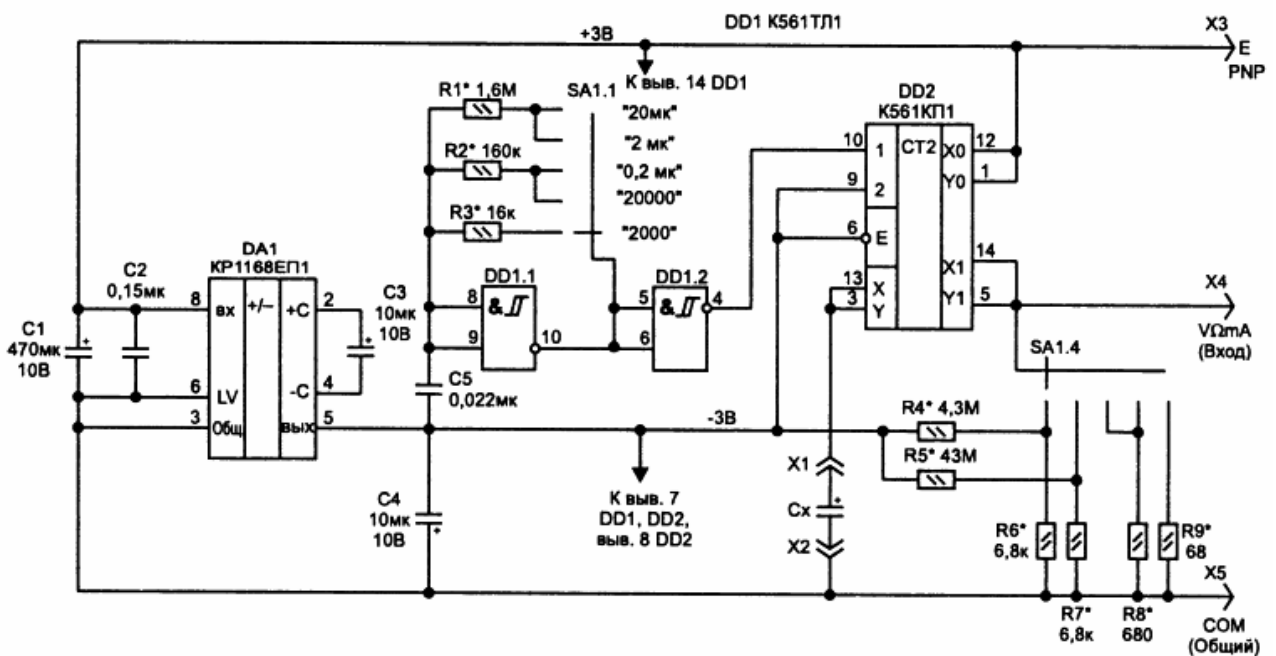 DD1 К561ТЛ1
X3
+3В
E
PNP
К выв. 14 DD1
R1* 1,6М
SA1.1
"20мк"
"2 мк"
R2* 160к
"0,2 мк"
"20000"
R3* 16к
"2000"
DD2
К561КП1
10
1
CT2
X0
12
9
2
Y0
1
6
E
X1
14
13
X
3
Y
Y1
5
X4
VΩmA
(Вход)
DA1
КР1168ЕП1
C2
0,15мк
8
вх
+/–
+C
2
C3
10мк
10В
C1
470мк
10В
6
LV
-C
4
3
Общ.
вых
5
DD1.1
8
&
9
10
DD1.2
5
&
4
6
C5
0,022мк
-3В
SA1.4
R4* 4,3М
R5* 43М
К выв. 7
DD1, DD2,
выв. 8 DD2
C4
10мк
10В
X1
Cx
X2
R6*
6,8к
R9*
68
X5
R7*
6,8к
R8*
680
COM
(Общий)